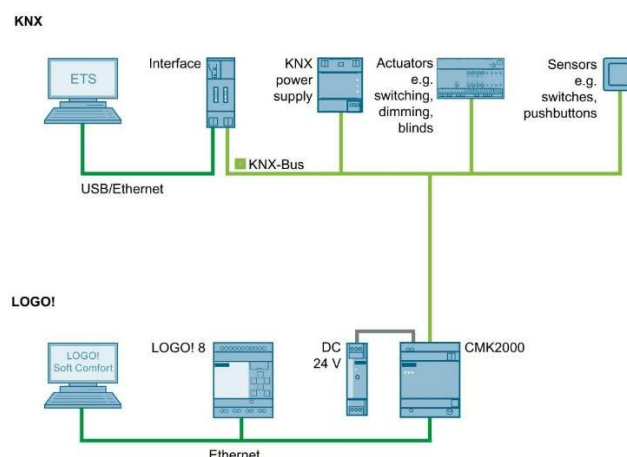 KNX
ETS
Interface
KNX
power
supply
Actuators
e.g.
switching,
dimming,
blinds
Sensors
e.g.
switches,
pushbuttons
KNX-Bus
USB/Ethernet
LOGO!
LOGO!
Soft Comfort
LOGO! 8
DC
24 V
CMK2000
Ethernet